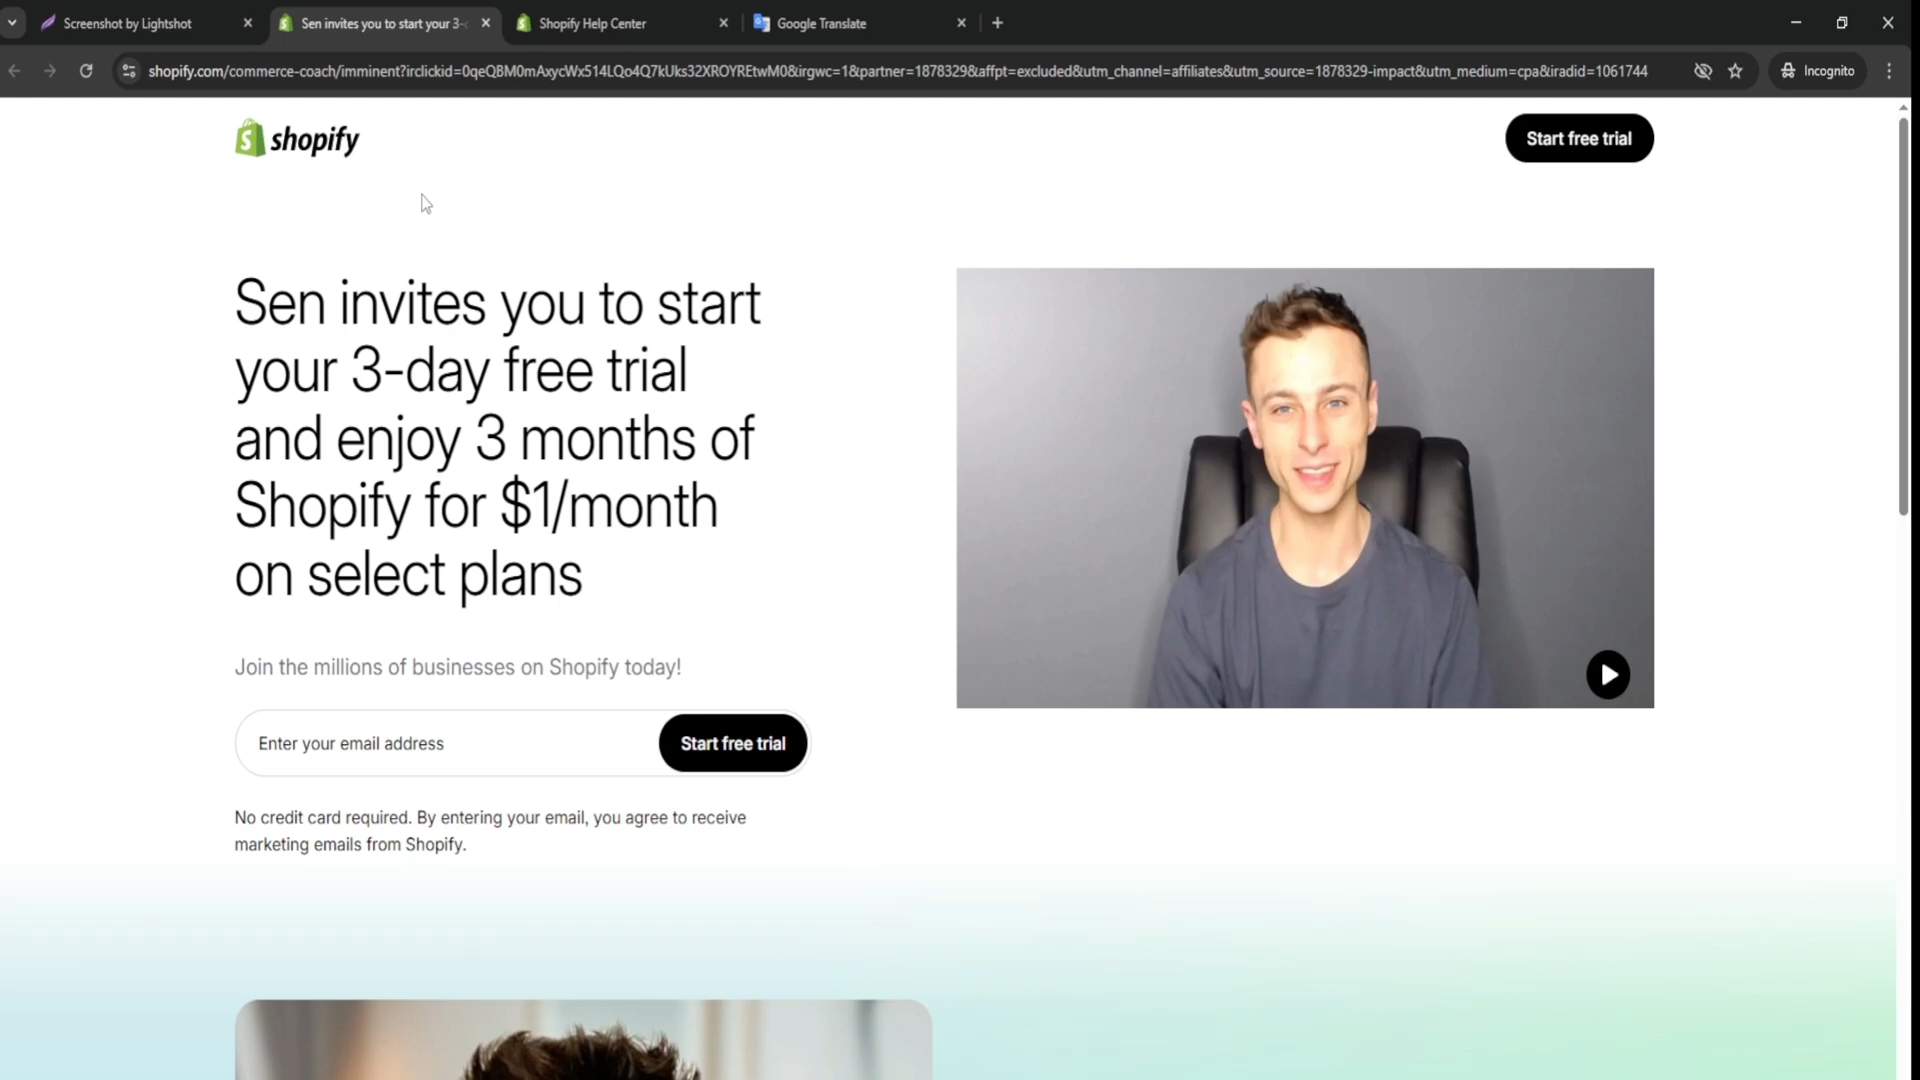 Screenshot by Lightshot
Sen invites you to start your 3-
Shopify Help Center
Google Translate
shopify.com/commerce-coach/imminent?irclickid=0qeQBM0mAxycWx514LQo4Q7kUks32XROYREtwM0&irgwc=1&partner=1878329&affpt=excluded&utm_channel=affiliates&utm_source=1878329-impact&utm_medium=cpa&iradid=1061744
Incognito
shopify
Start free trial
Sen invites you to start
your 3-day free trial
and enjoy 3 months of
Shopify for $1/month
on select plans
Join the millions of businesses on Shopify today!
Enter your email address
Start free trial
No credit card required. By entering your email, you agree to receive
marketing emails from Shopify.